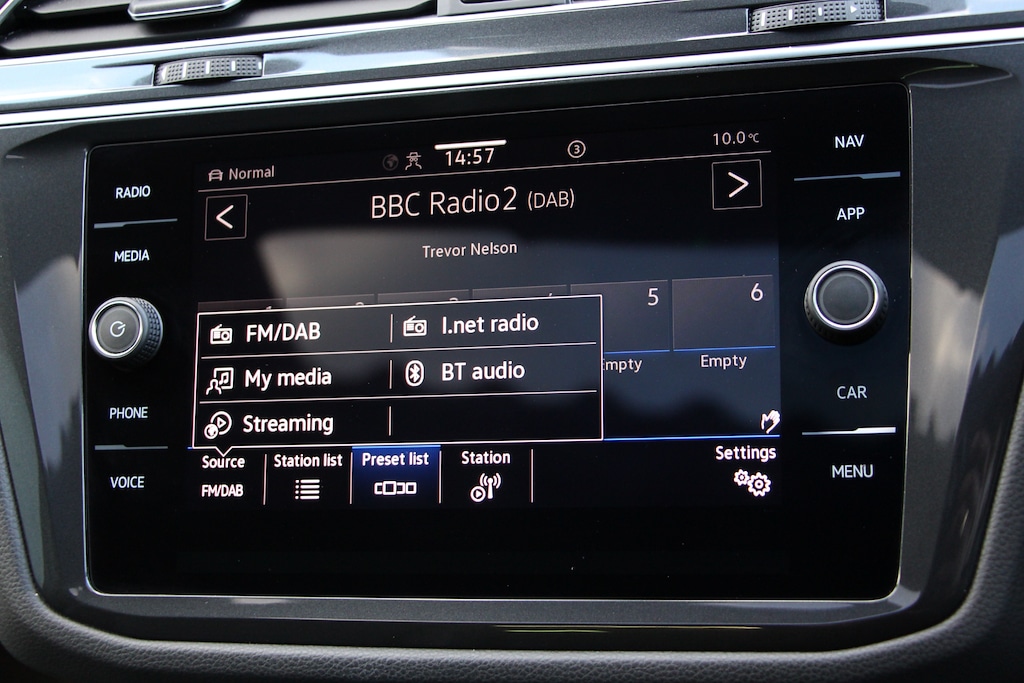 NAV
RADIO
Normal
14:57
3
10.0°C
<
BBC Radio2 (DAB)
>
APP
MEDIA
Trevor Nelson
5
6
FM/DAB
I.net radio
Empty
My media
BT audio
CAR
PHONE
Streaming
Source
Station list
Preset list
Station
Settings
FM/DAB
VOICE
MENU